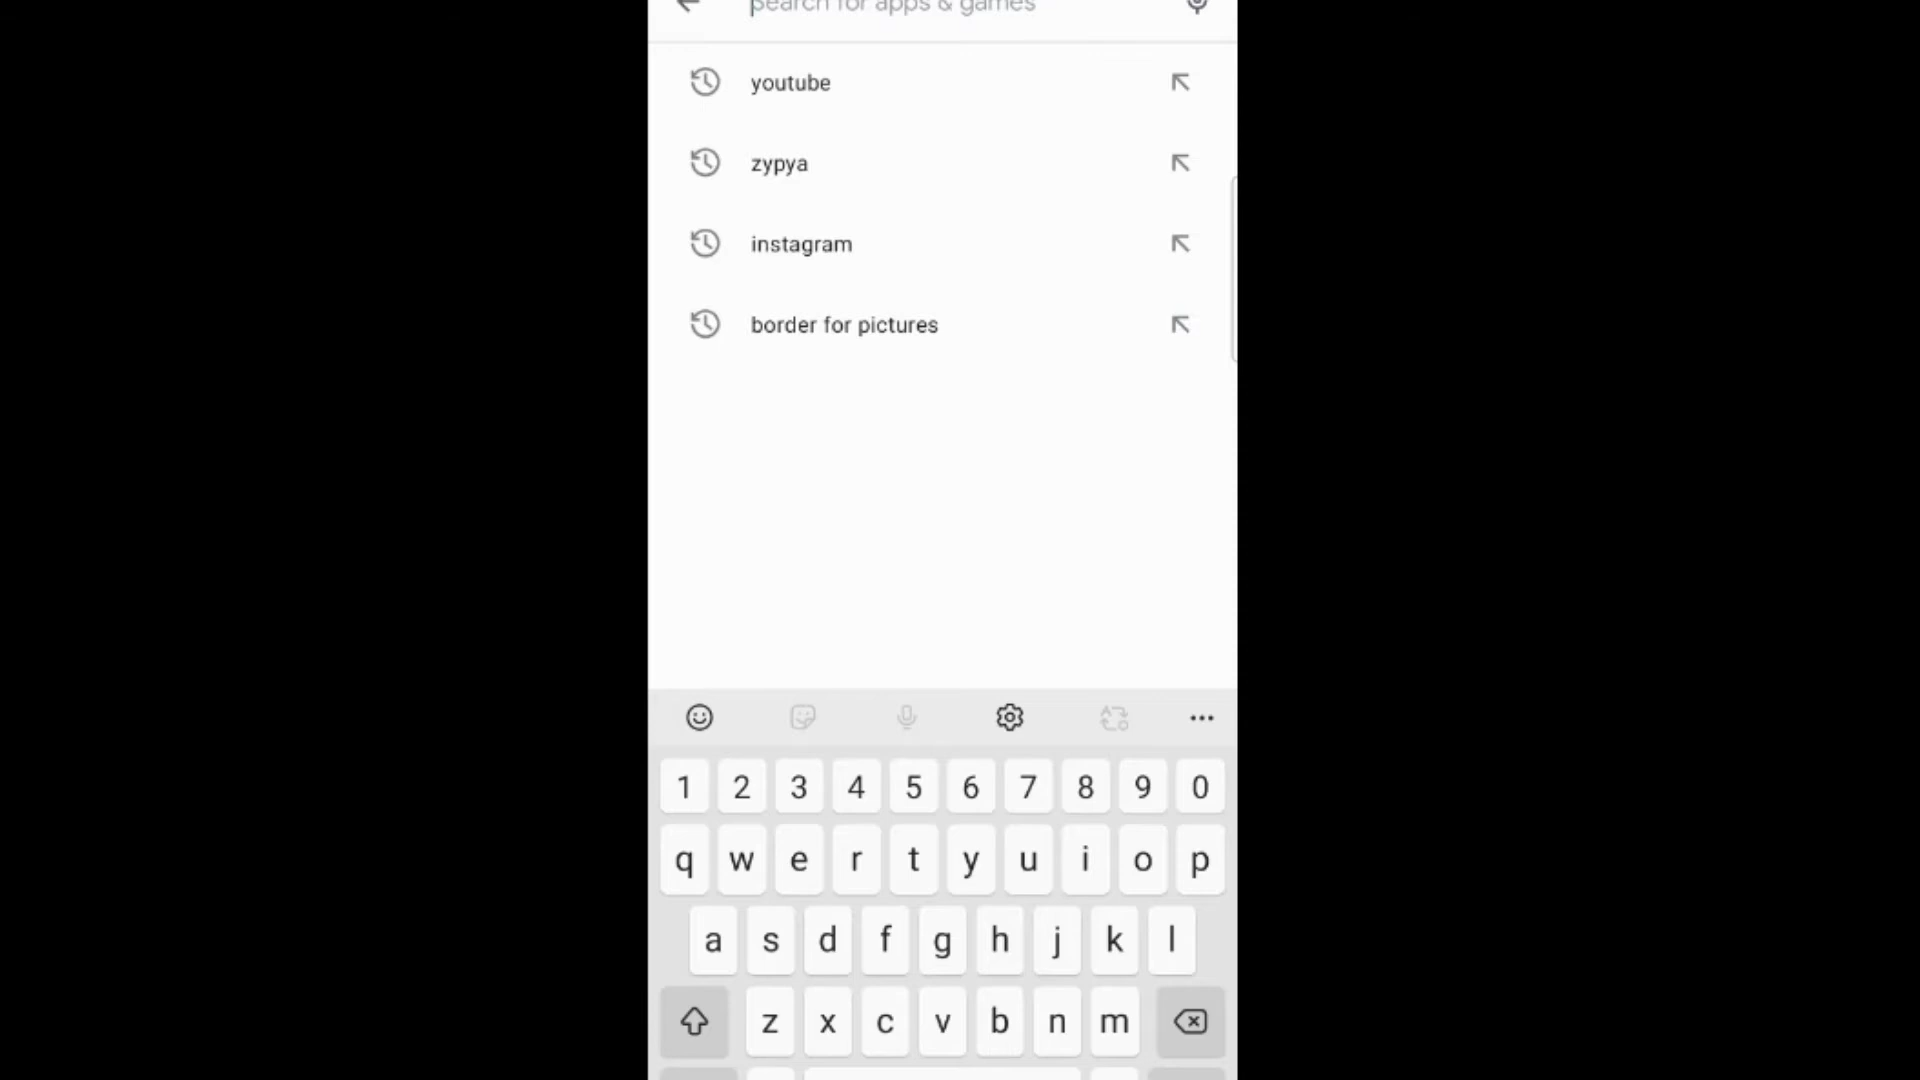 Search for apps & games
youtube
zypya
instagram
border for pictures
1 2 3 4 5 6 7 8 9 0
q w e r t y u i o p
a s d f g h j k l
z x c v b n m